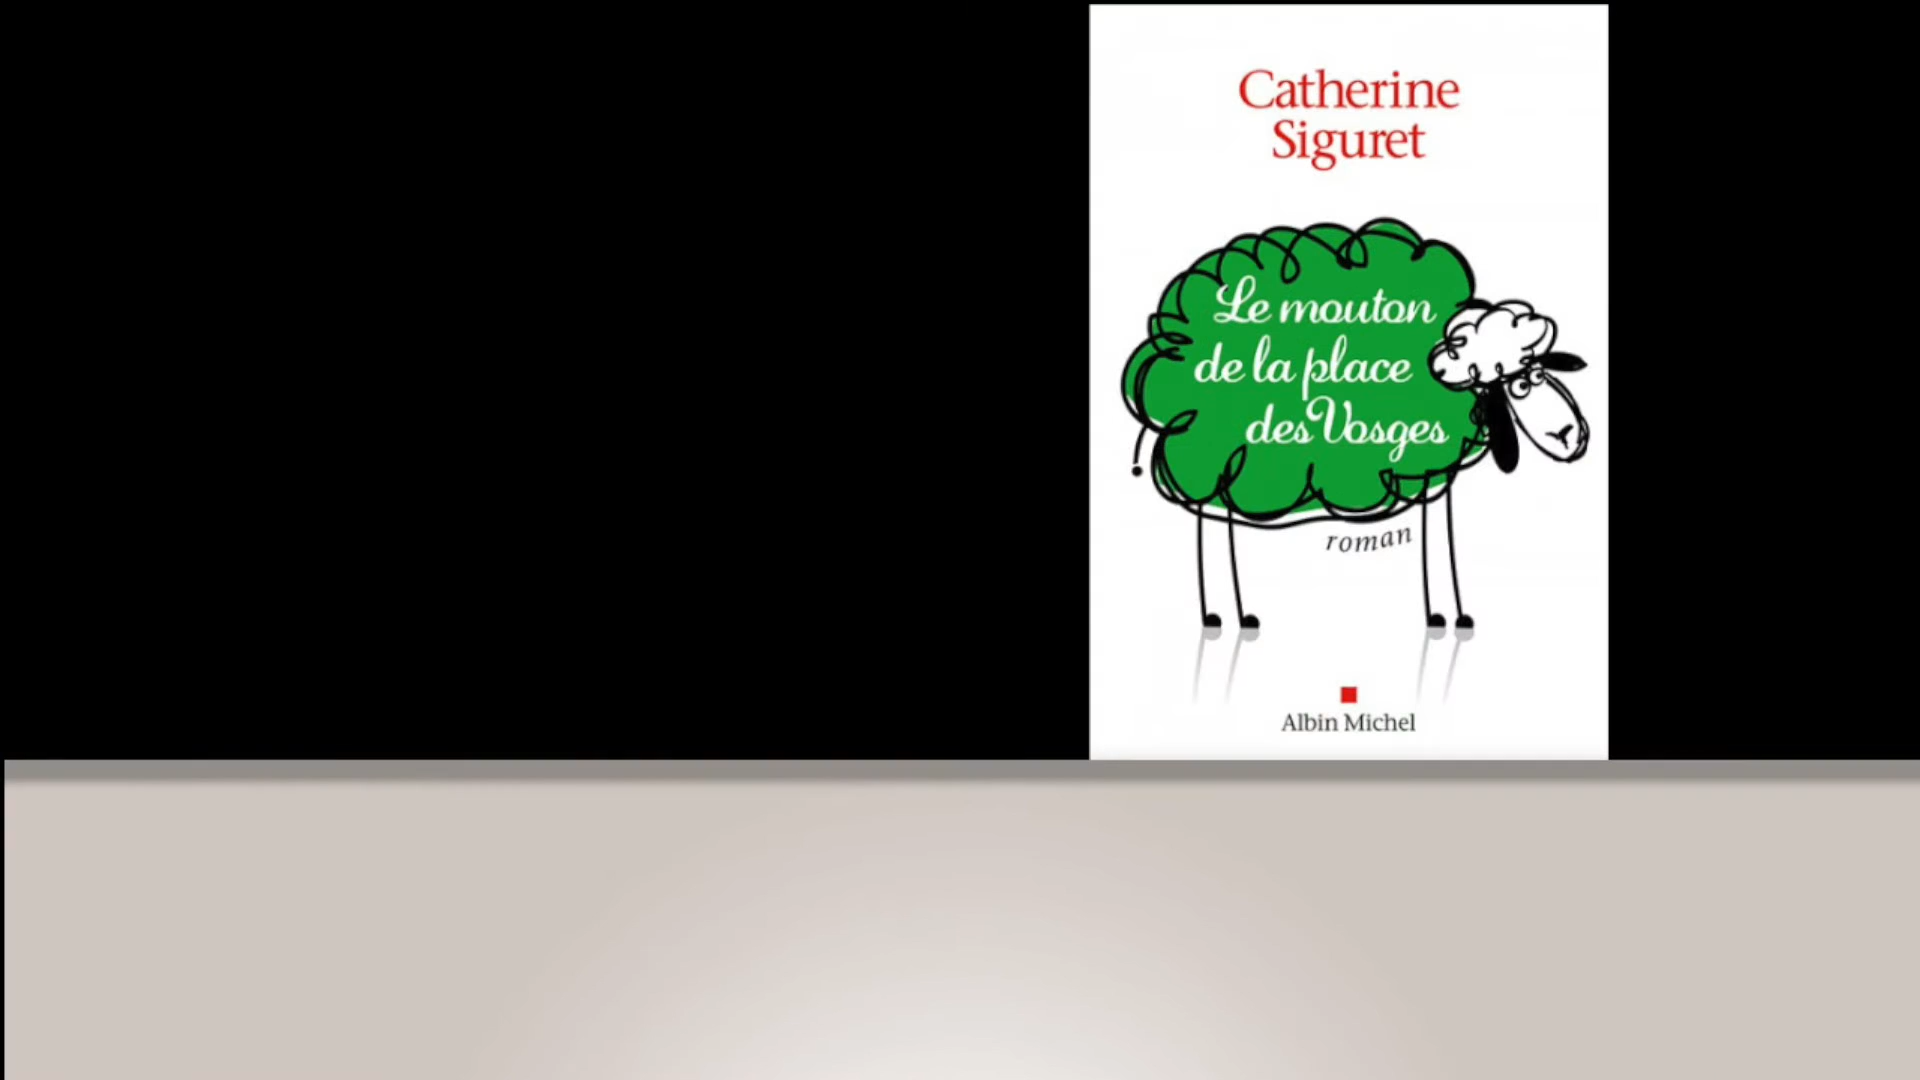 Catherine
Siguret
Le mouton
de la place
des Vosges
roman
Albin Michel